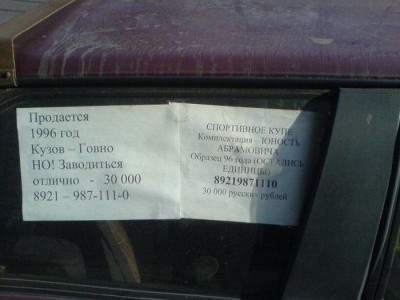 Продается
1996 год
Кузов – Говно
НО! Заводиться
отлично - 30 000
8921 – 987-111-0
СПОРТИВНОЕ КУПЕ
Комплектация – ЮНОСТЬ
АБРАМОВИЧА
Образец 96 года (ОСТАЛИСЬ
ЕДИНИЦЫ)
89219871110
30 000 русских рублей